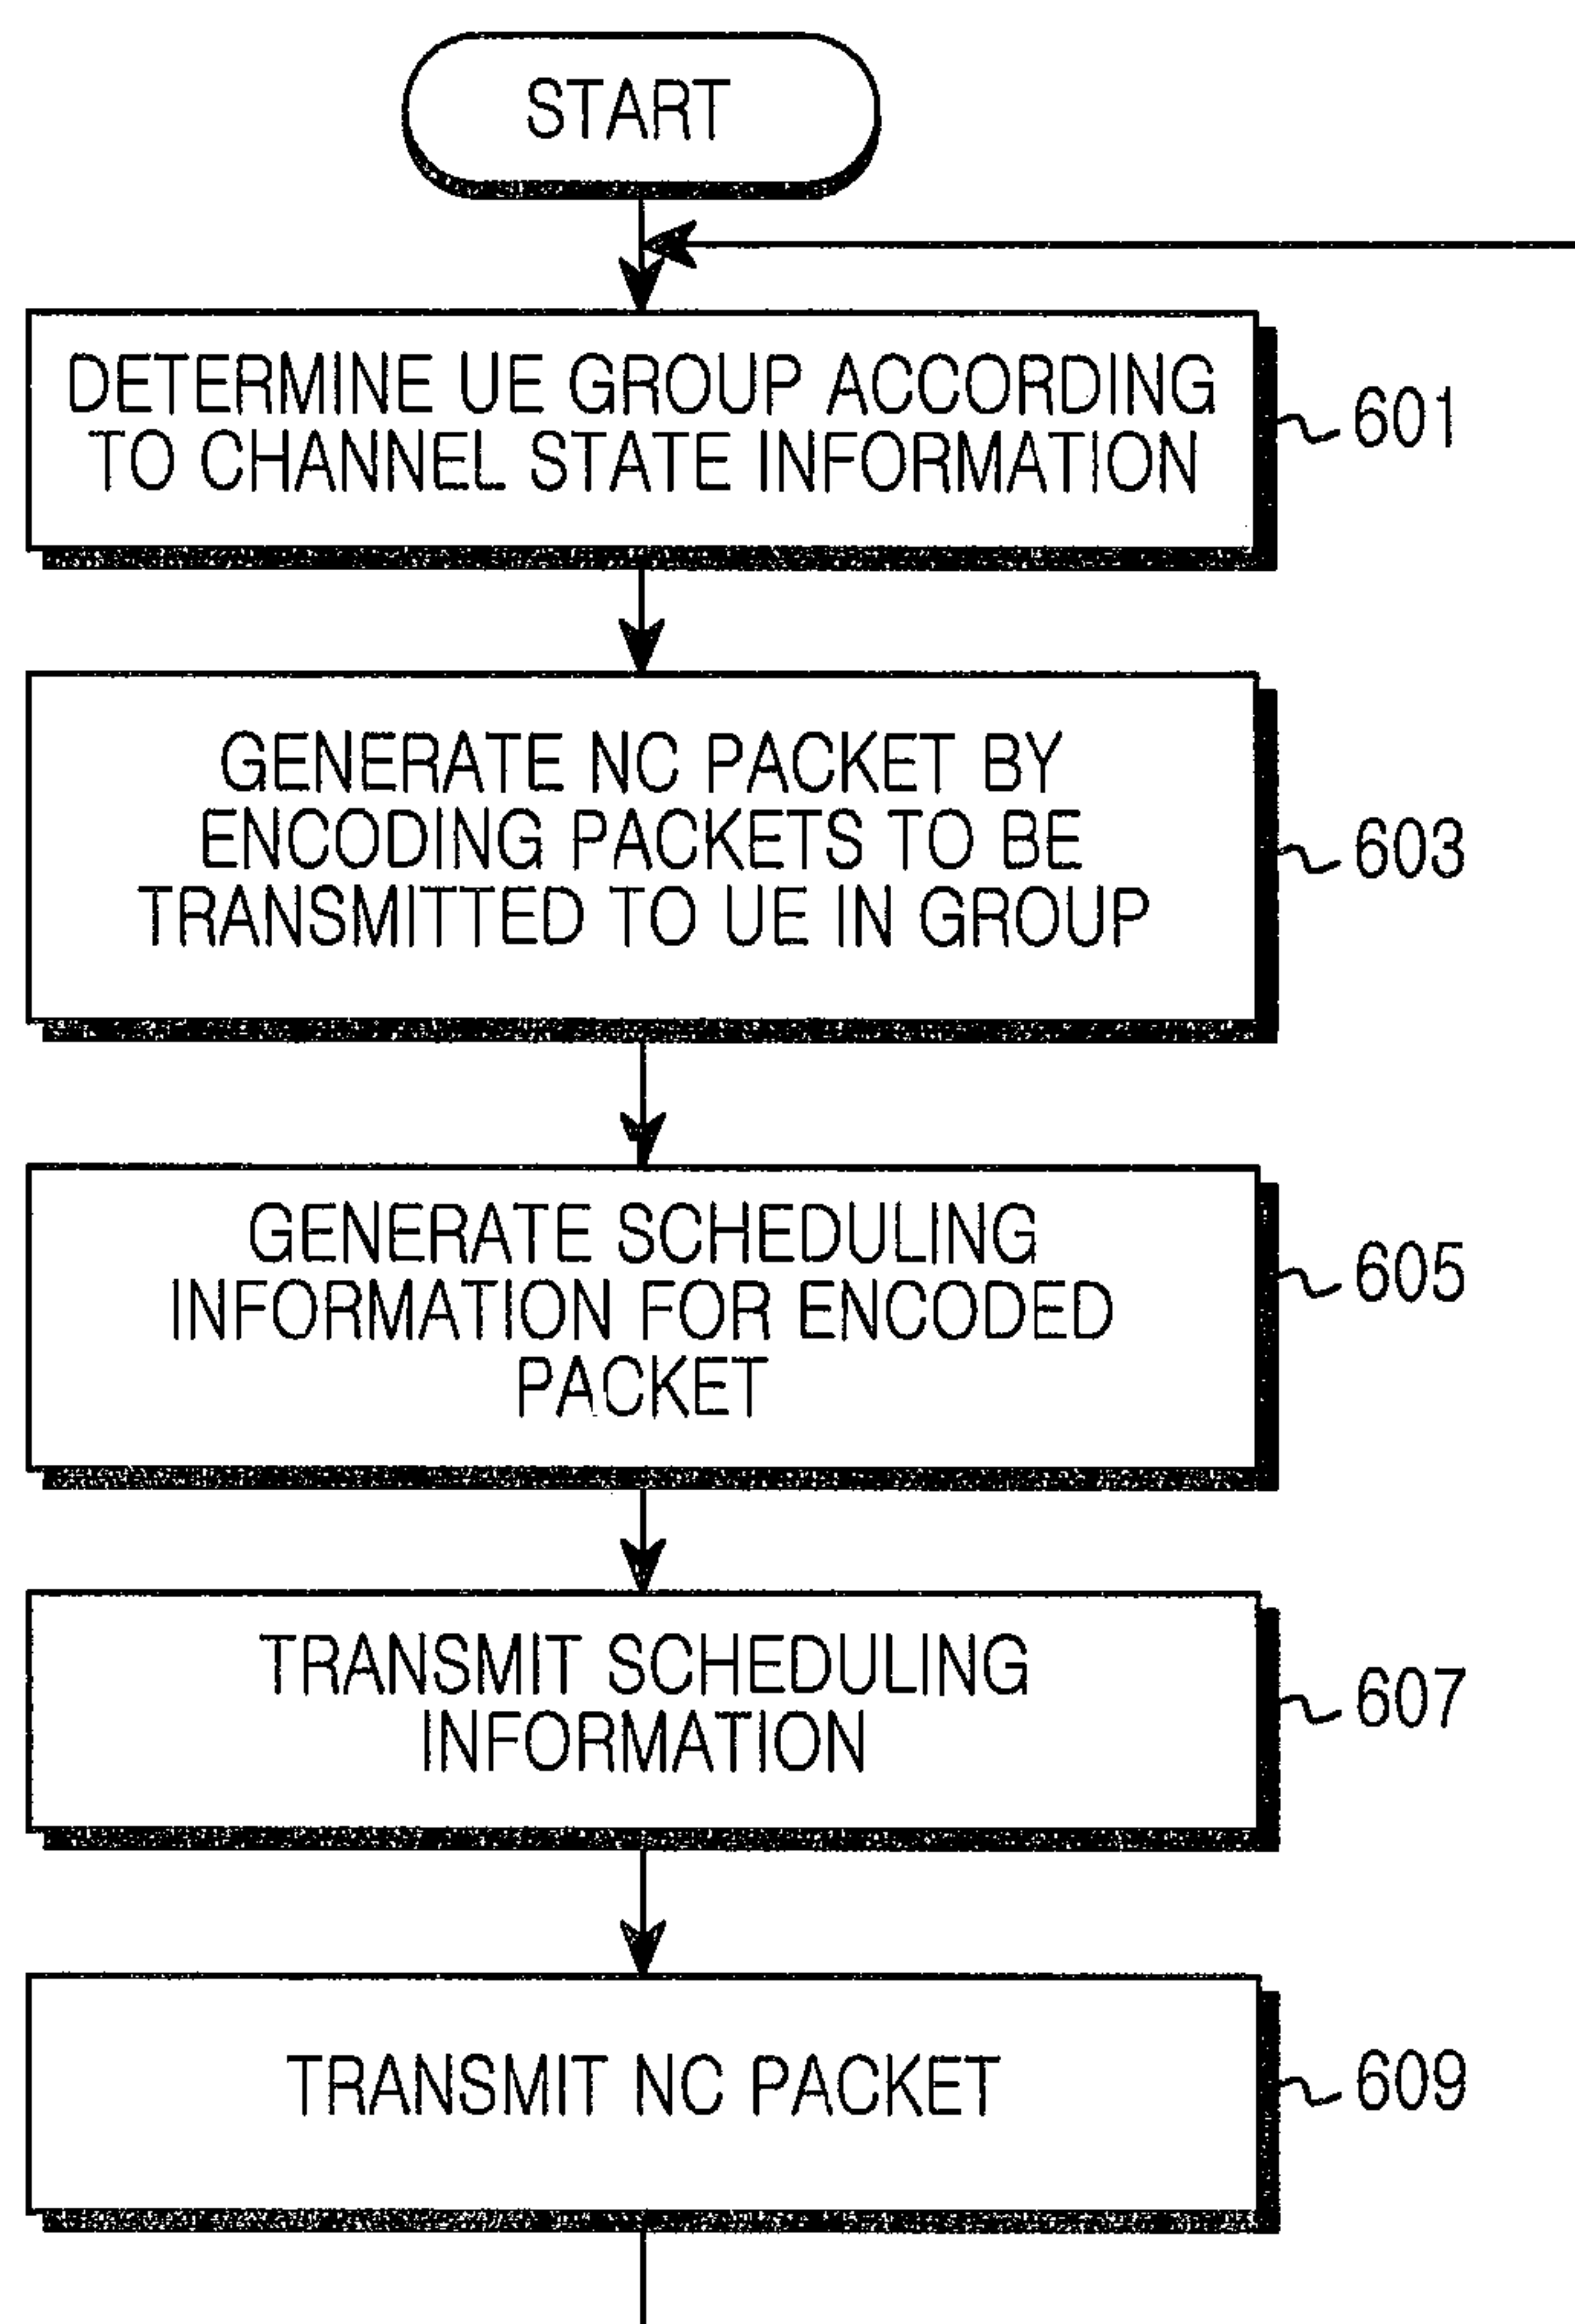 START
DETERMINE UE GROUP ACCORDING
TO CHANNEL STATE INFORMATION
601
GENERATE NC PACKET BY
ENCODING PACKETS TO BE
TRANSMITTED TO UE IN GROUP
603
GENERATE SCHEDULING
INFORMATION FOR ENCODED
PACKET
605
TRANSMIT SCHEDULING
INFORMATION
607
TRANSMIT NC PACKET
609